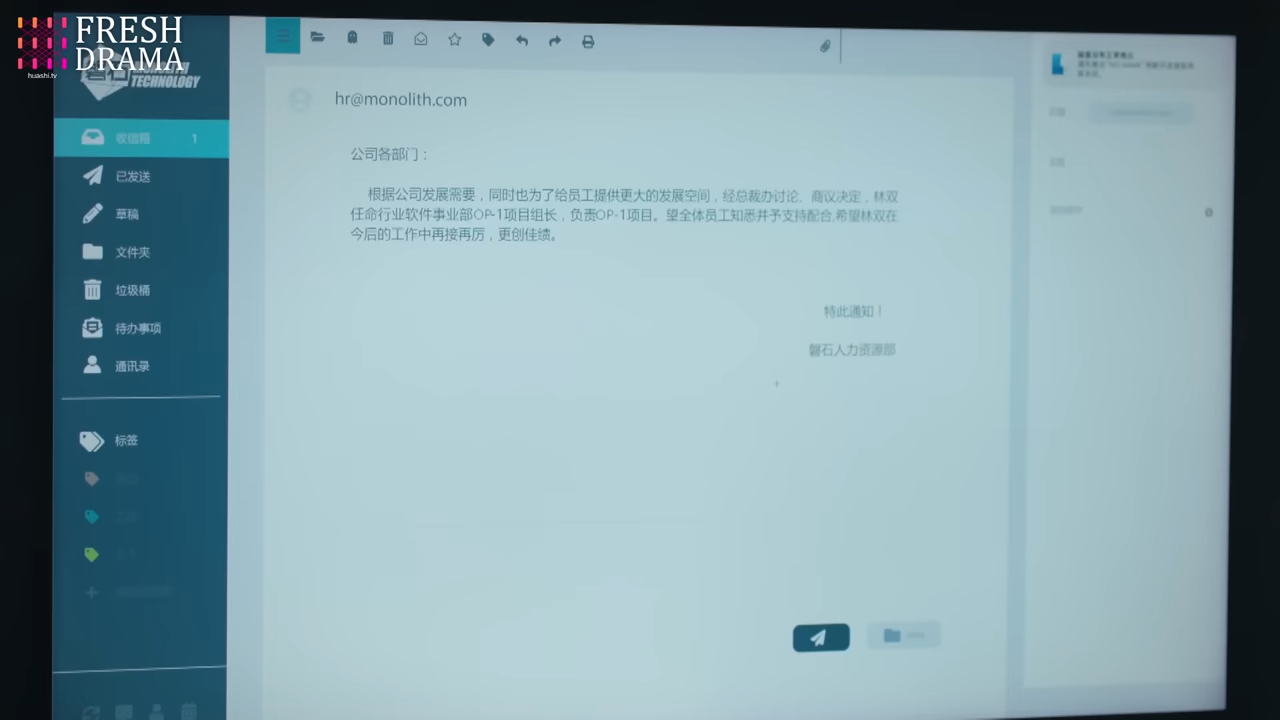 FRESH
DRAMA
huashi.tv
MONOLITH
TECHNOLOGY
hr@monolith.com
收信箱 1
已发送
草稿
文件夹
垃圾桶
待办事项
通讯录
标签
公司各部门：
根据公司发展需要，同时也为了给员工提供更大的发展空间，经总裁办讨论、商议决定，林双
任命行业软件事业部OP-1项目组长，负责OP-1项目。望全体员工知悉并予支持配合,希望林双在
今后的工作中再接再厉，更创佳绩。
特此通知！
磐石人力资源部